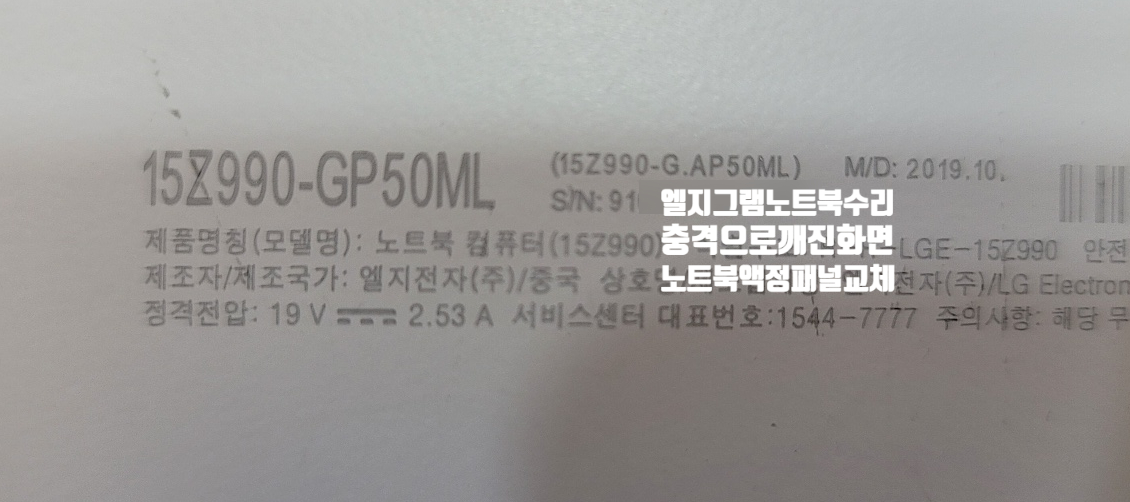 15Z990-GP50ML (15Z990-G.AP50ML) M/D: 2019.10.
S/N: 91
엘지그램노트북수리
충격으로깨진화면
노트북액정패널교체
제품명칭(모델명): 노트북 컴퓨터(15Z990) LGE-15Z990 안전
제조자/제조국가: 엘지전자(주)/중국 상호 전자(주)/LG Electron
정격전압: 19 V 2.53 A 서비스센터 대표번호:1544-7777 주의사항: 해당 무